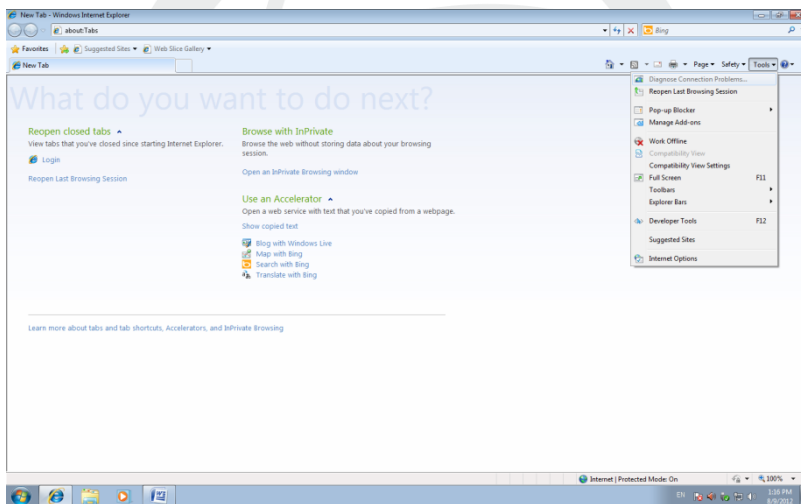 New Tab - Windows Internet Explorer
about:Tabs
Bing
Favorites Suggested Sites Web Slice Gallery
New Tab
Page Safety Tools
What do you want to do next?
Reopen closed tabs
View tabs that you've closed since starting Internet Explorer.
Login
Reopen Last Browsing Session
Browse with InPrivate
Browse the web without storing data about your browsing
session.
Open an InPrivate Browsing window
Use an Accelerator
Open a web service with text that you've copied from a webpage.
Show copied text
Blog with Windows Live
Map with Bing
Search with Bing
Translate with Bing
Learn more about tabs and tab shortcuts, Accelerators, and InPrivate Browsing
Diagnose Connection Problems...
Reopen Last Browsing Session
Pop-up Blocker
Manage Add-ons
Work Offline
Compatibility View
Compatibility View Settings
Full Screen F11
Toolbars
Explorer Bars
Developer Tools F12
Suggested Sites
Internet Options
Internet | Protected Mode: On 100%
EN 1:16 PM
8/9/2012